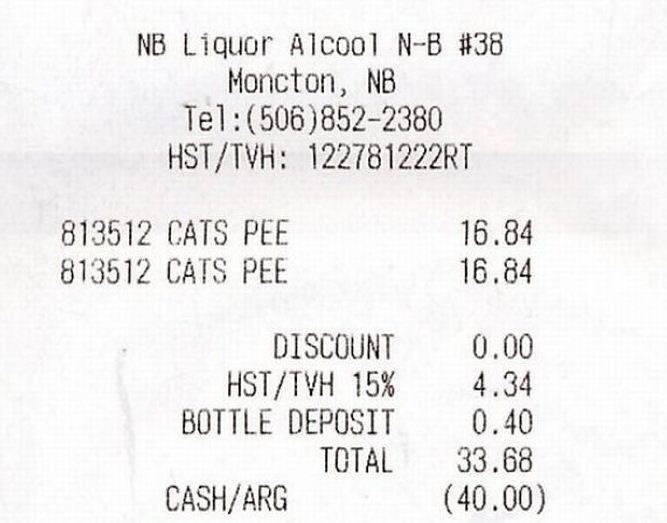 NB Liquor Alcool N-B #38
Moncton, NB
Tel:(506)852-2380
HST/TVH: 122781222RT
813512 CATS PEE 16.84
813512 CATS PEE 16.84
DISCOUNT 0.00
HST/TVH 15% 4.34
BOTTLE DEPOSIT 0.40
TOTAL 33.68
CASH/ARG (40.00)